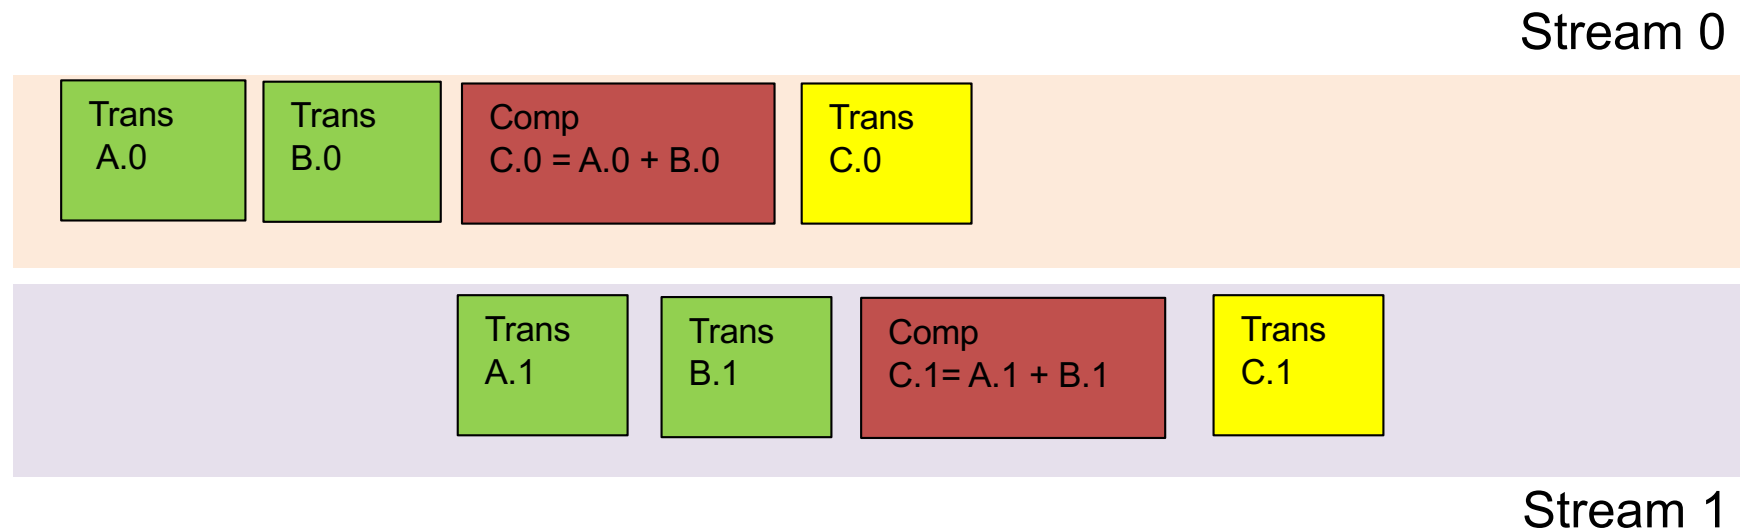 Stream 0
Trans
A.0
Trans
B.0
Comp
C.0 = A.0 + B.0
Trans
C.0
Trans
A.1
Trans
B.1
Comp
C.1= A.1 + B.1
Trans
C.1
Stream 1